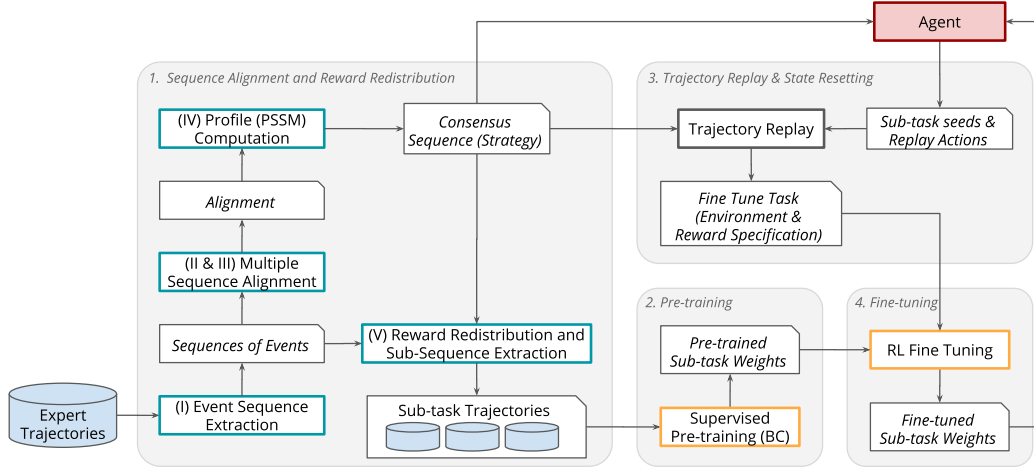 Agent
1. Sequence Alignment and Reward Redistribution
(IV) Profile (PSSM)
Computation
Consensus
Sequence (Strategy)
Alignment
(II & III) Multiple
Sequence Alignment
Sequences of Events
(V) Reward Redistribution and
Sub-Sequence Extraction
Expert
Trajectories
(I) Event Sequence
Extraction
Sub-task Trajectories
3. Trajectory Replay & State Resetting
Trajectory Replay
Sub-task seeds &
Replay Actions
Fine Tune Task
(Environment &
Reward Specification)
2. Pre-training
Pre-trained
Sub-task Weights
Supervised
Pre-training (BC)
4. Fine-tuning
RL Fine Tuning
Fine-tuned
Sub-task Weights